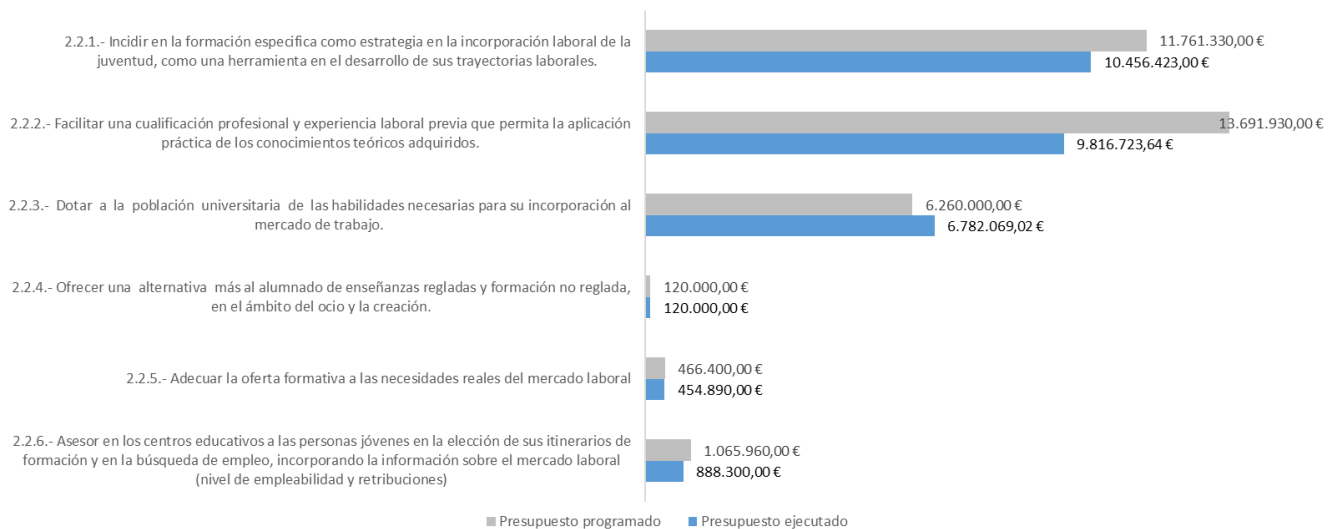 2.2.1.- Incidir en la formación especifica como estrategia en la incorporación laboral de la
juventud, como una herramienta en el desarrollo de sus trayectorias laborales.
11.761.330,00 €
10.456.423,00 €
2.2.2.- Facilitar una cualificación profesional y experiencia laboral previa que permita la aplicación
práctica de los conocimientos teóricos adquiridos.
13.691.930,00 €
9.816.723,64 €
2.2.3.- Dotar a la población universitaria de las habilidades necesarias para su incorporación al
mercado de trabajo.
6.260.000,00 €
6.782.069,02 €
2.2.4.- Ofrecer una alternativa más al alumnado de enseñanzas regladas y formación no reglada,
en el ámbito del ocio y la creación.
120.000,00 €
120.000,00 €
2.2.5.- Adecuar la oferta formativa a las necesidades reales del mercado laboral
466.400,00 €
454.890,00 €
2.2.6.- Asesor en los centros educativos a las personas jóvenes en la elección de sus itinerarios de
formación y en la búsqueda de empleo, incorporando la información sobre el mercado laboral
(nivel de empleabilidad y retribuciones)
1.065.960,00 €
888.300,00 €
Presupuesto programado
Presupuesto ejecutado